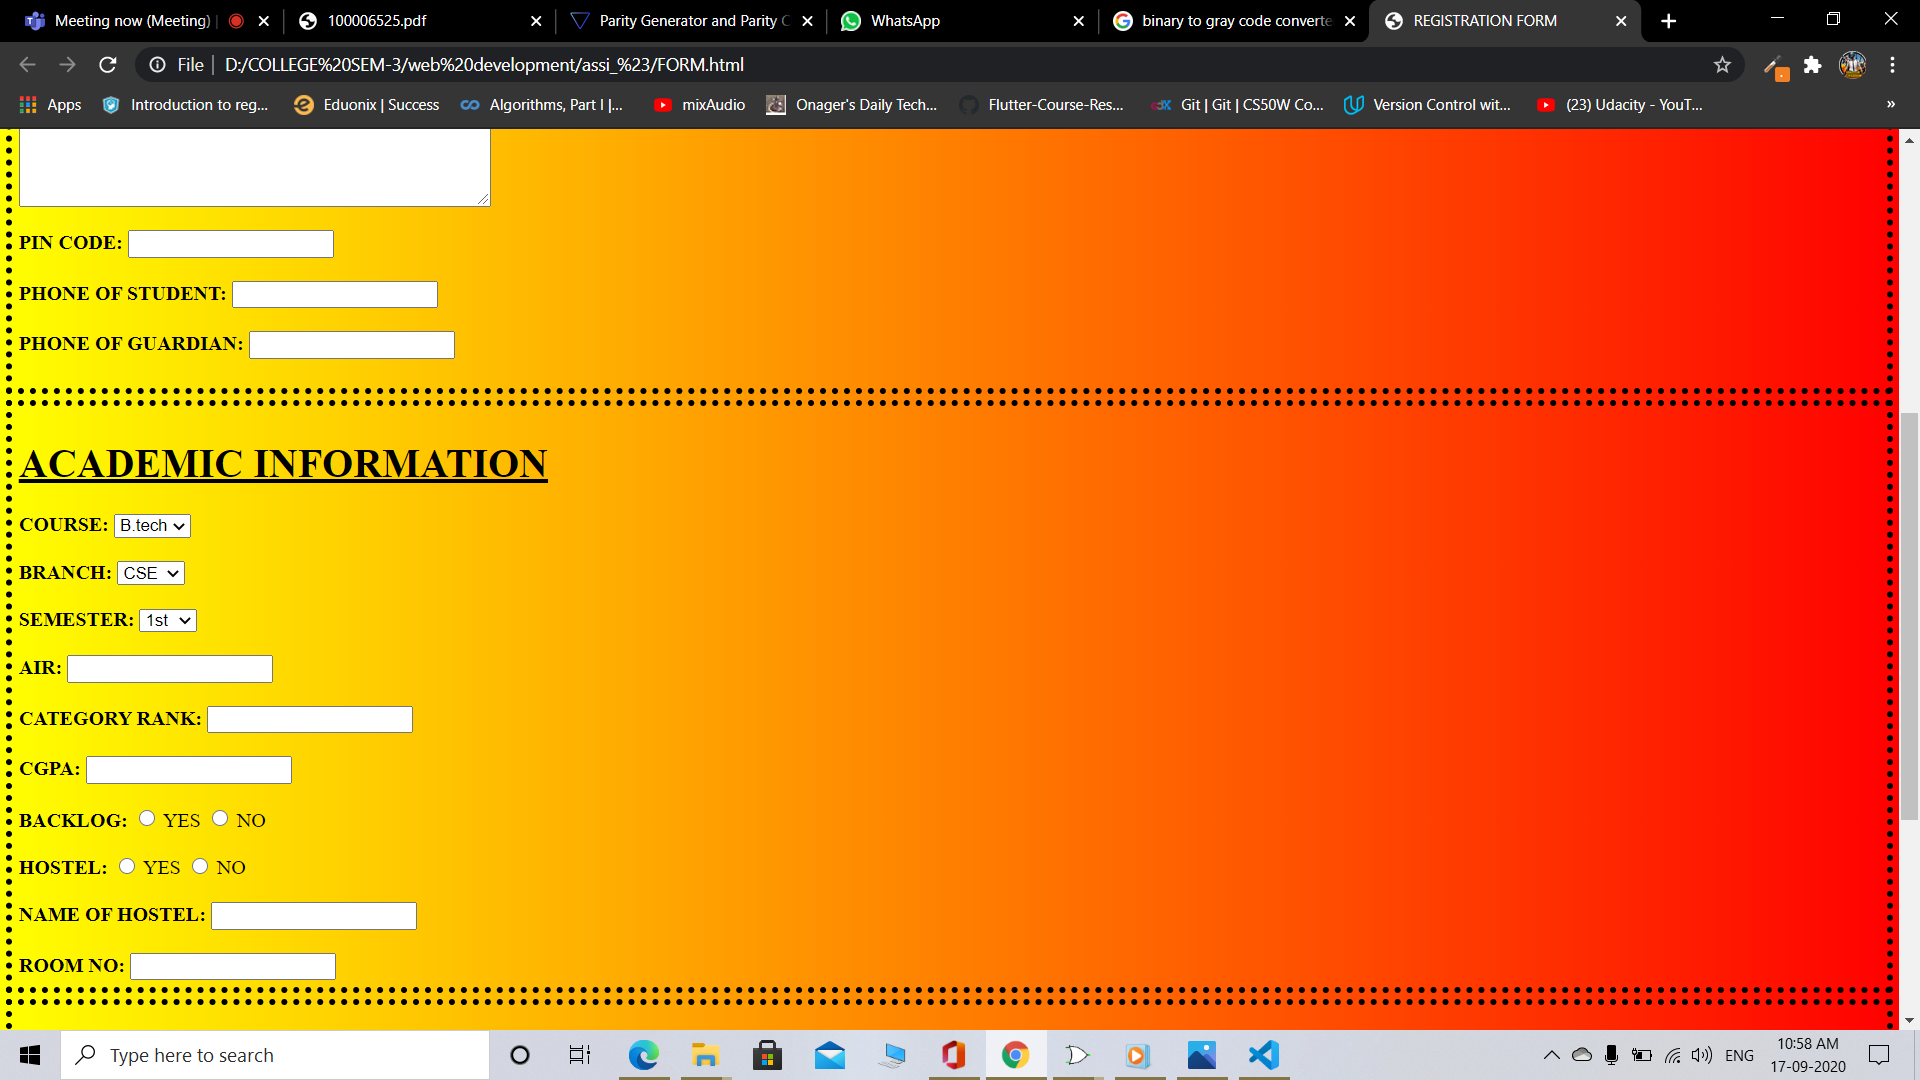 Meeting now (Meeting) |
100006525.pdf
Parity Generator and Parity C
WhatsApp
binary to gray code converte
REGISTRATION FORM
File
D:/COLLEGE%20SEM-3/web%20development/assi_%23/FORM.html
Apps
Introduction to reg...
Eduonix | Success
Algorithms, Part I |...
mixAudio
Onager's Daily Tech...
Flutter-Course-Res...
Git | Git | CS50W Co...
Version Control wit...
(23) Udacity - YouT...
»
PIN CODE:
PHONE OF STUDENT:
PHONE OF GUARDIAN:
ACADEMIC INFORMATION
COURSE: B.tech
BRANCH: CSE
SEMESTER: 1st
AIR:
CATEGORY RANK:
CGPA:
BACKLOG: YES NO
HOSTEL: YES NO
NAME OF HOSTEL:
ROOM NO:
Type here to search
ENG
10:58 AM
17-09-2020